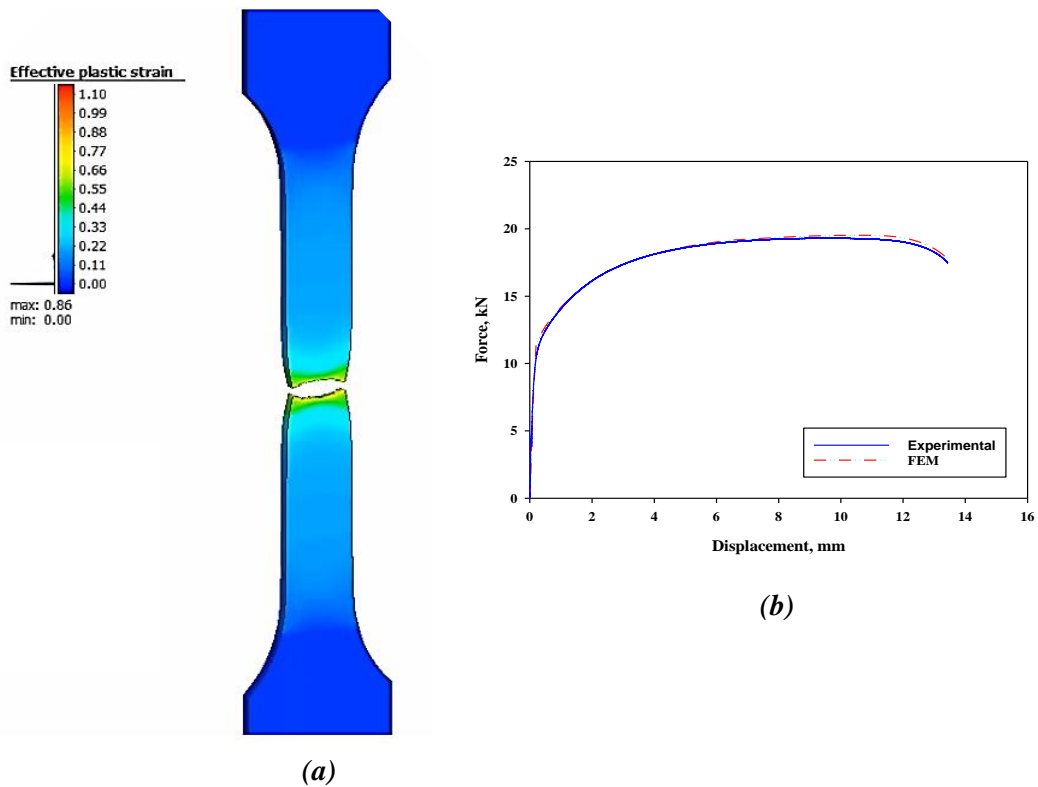 Effective plastic strain
1.10
0.99
0.88
0.77
0.66
0.55
0.44
0.33
0.22
0.11
0.00
max: 0.86
min: 0.00
(a)
Force, kN
25
20
15
10
5
0
Experimental
FEM
0 2 4 6 8 10 12 14 16
Displacement, mm
(b)